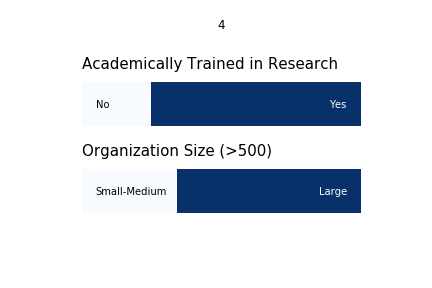 4
Academically Trained in Research
No Yes
Organization Size (>500)
Small-Medium Large